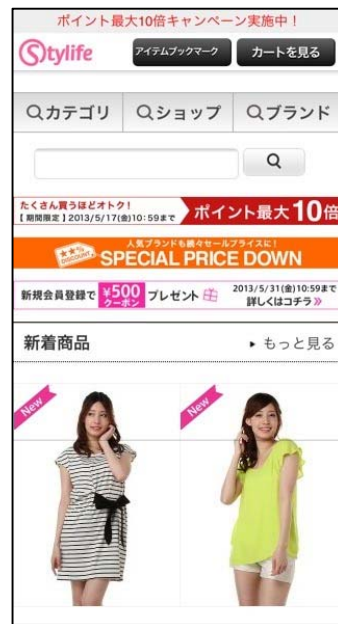 ポイント最大10倍キャンペーン実施中！
Stylife
アイテムブックマーク
カートを見る
カテゴリ
ショップ
ブランド
たくさん買うほどオトク！
【期間限定】2013/5/17(金)10:59まで
ポイント最大10倍
人気ブランドも続々セールプライスに！
DISCOUNT
SPECIAL PRICE DOWN
新規会員登録で ¥500クーポン プレゼント
2013/5/31(金)10:59まで
詳しくはコチラ
新着商品
もっと見る
New
New